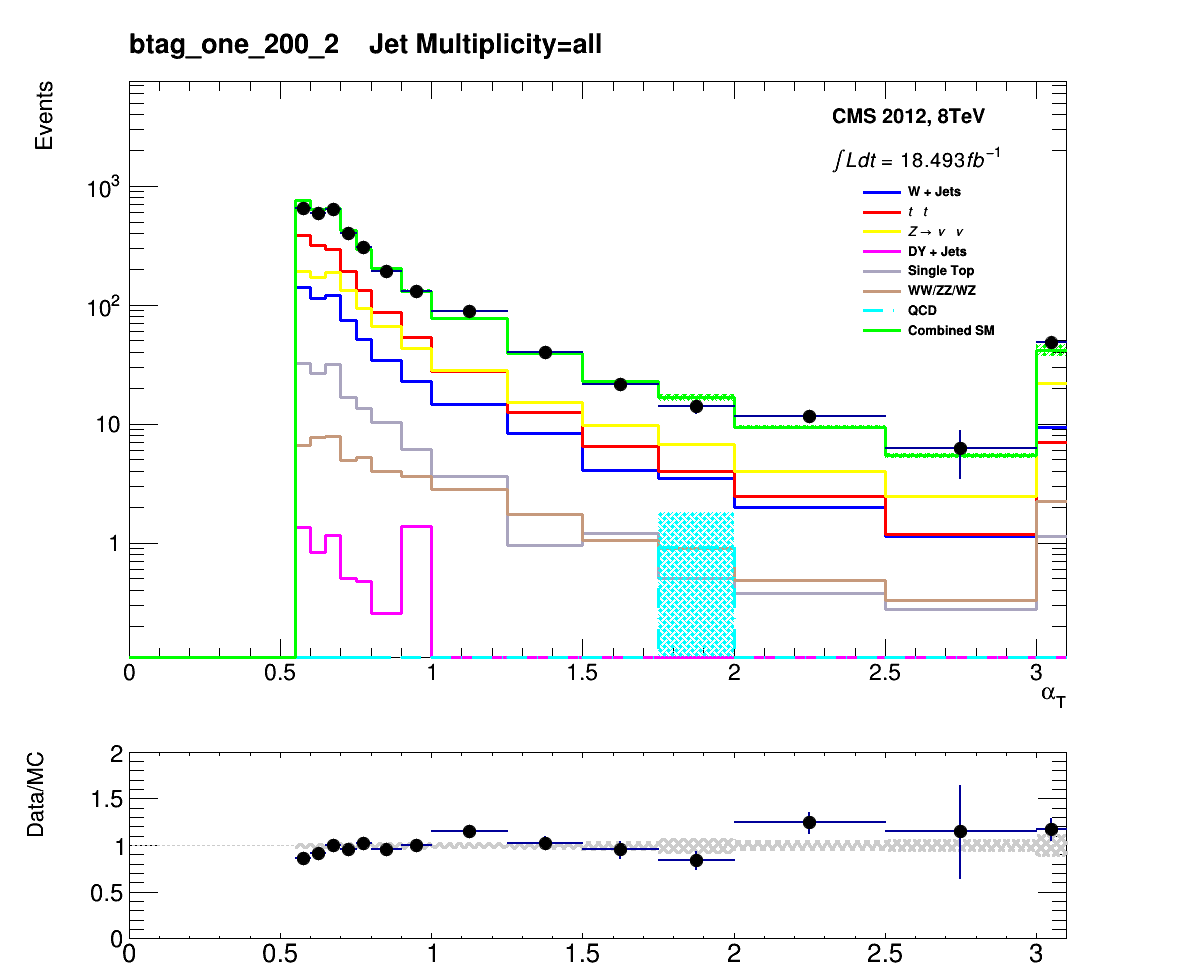 btag_one_200_2 Jet Multiplicity=all
Events
CMS 2012, 8TeV
∫Ldt = 18.493fb⁻¹
W + Jets
t t
Z→ ν ν
DY + Jets
Single Top
WW/ZZ/WZ
QCD
Combined SM
10³
10²
10
1
0 0.5 1 1.5 2 2.5 3
α_T
Data/MC
2
1.5
1
0.5
0
0 0.5 1 1.5 2 2.5 3